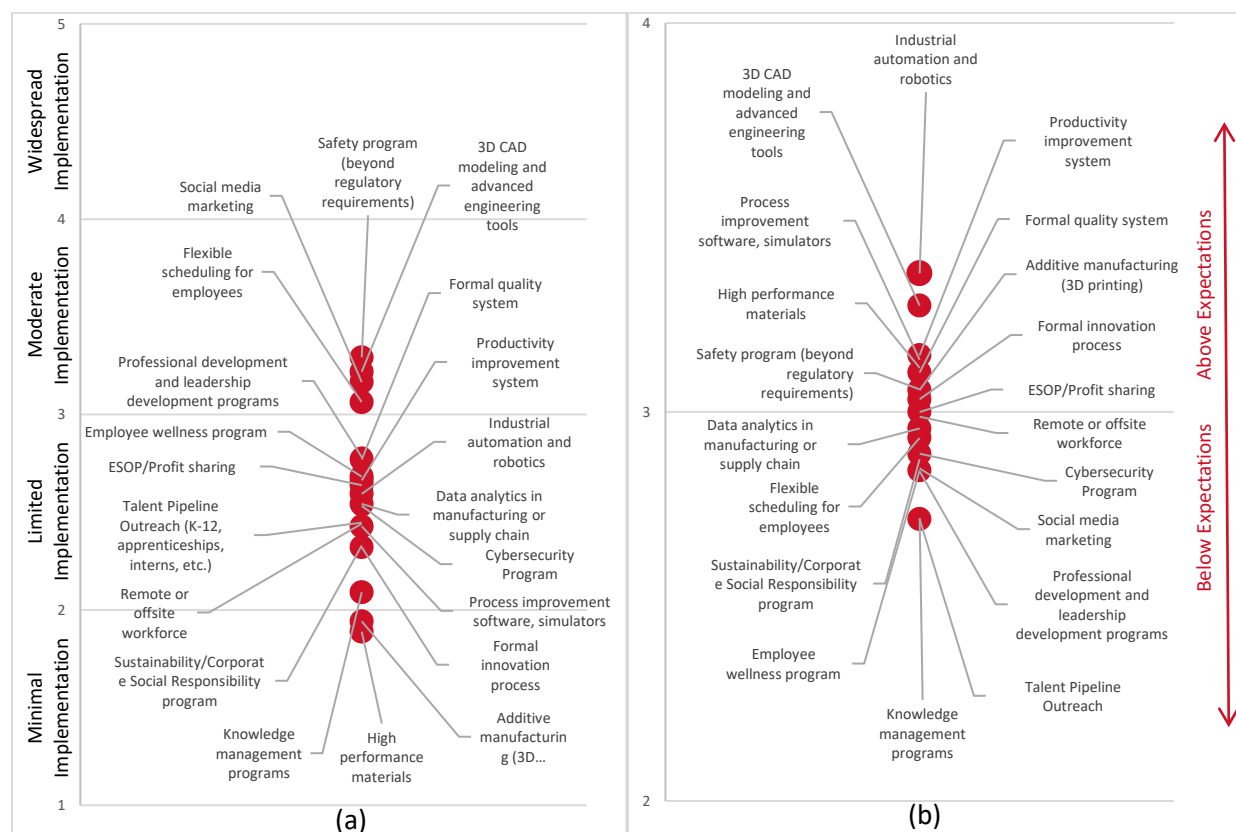 5
Widespread
Implementation
4
Moderate
Implementation
3
Limited
Implementation
2
Minimal
Implementation
1
Safety program
(beyond
regulatory
requirements)
3D CAD
modeling and
advanced
engineering
tools
Social media
marketing
Flexible
scheduling for
employees
Formal quality
system
Productivity
improvement
system
Professional development
and leadership
development programs
Employee wellness program
ESOP/Profit sharing
Industrial
automation and
robotics
Talent Pipeline
Outreach (K-12,
apprenticeships,
interns, etc.)
Data analytics in
manufacturing or
supply chain
Cybersecurity
Program
Remote or
offsite
workforce
Process improvement
software, simulators
Sustainability/Corporat
e Social Responsibility
program
Formal
innovation
process
Knowledge
management
programs
High
performance
materials
Additive
manufacturin
g (3D...
(a)
4
3
2
Industrial
automation and
robotics
3D CAD
modeling and
advanced
engineering
tools
Productivity
improvement
system
Process
improvement
software, simulators
Formal quality system
Additive manufacturing
(3D printing)
High performance
materials
Formal innovation
process
Safety program (beyond
regulatory
requirements)
ESOP/Profit sharing
Remote or offsite
workforce
Data analytics in
manufacturing or
supply chain
Cybersecurity
Program
Flexible
scheduling for
employees
Social media
marketing
Sustainability/Corporat
e Social Responsibility
program
Professional
development and
leadership
development programs
Employee
wellness program
Talent Pipeline
Outreach
Knowledge
management
programs
(b)
Above Expectations
Below Expectations